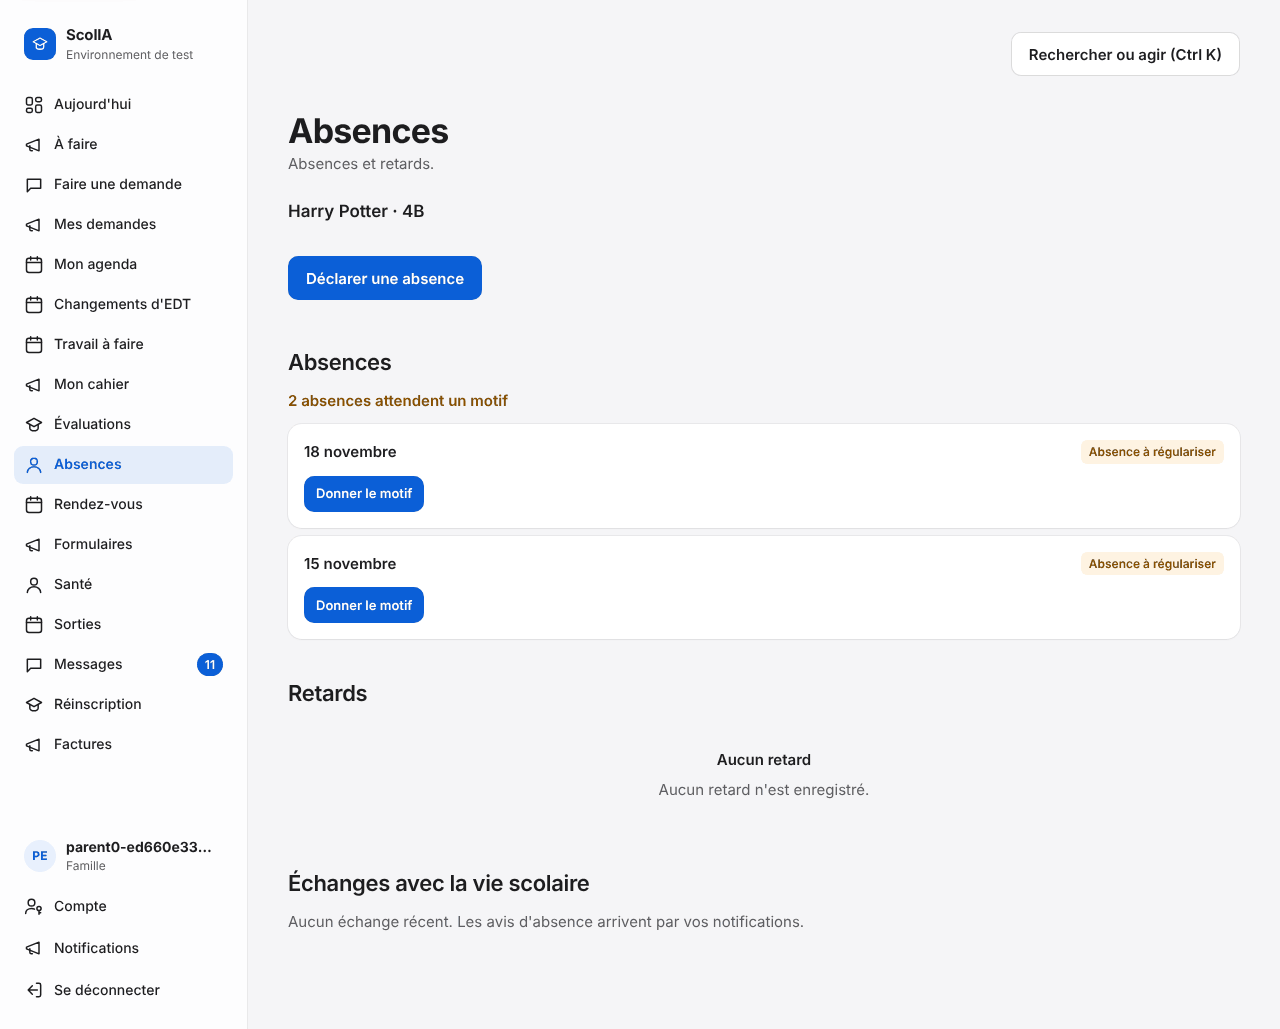 ScolIA
Environnement de test
Aujourd'hui
À faire
Faire une demande
Mes demandes
Mon agenda
Changements d'EDT
Travail à faire
Mon cahier
Évaluations
Absences
Rendez-vous
Formulaires
Santé
Sorties
Messages 11
Réinscription
Factures
PE
parent0-ed660e33...
Famille
Compte
Notifications
Se déconnecter
Rechercher ou agir (Ctrl K)
Absences
Absences et retards.
Harry Potter · 4B
Déclarer une absence
Absences
2 absences attendent un motif
18 novembre Absence à régulariser
Donner le motif
15 novembre Absence à régulariser
Donner le motif
Retards
Aucun retard
Aucun retard n'est enregistré.
Échanges avec la vie scolaire
Aucun échange récent. Les avis d'absence arrivent par vos notifications.